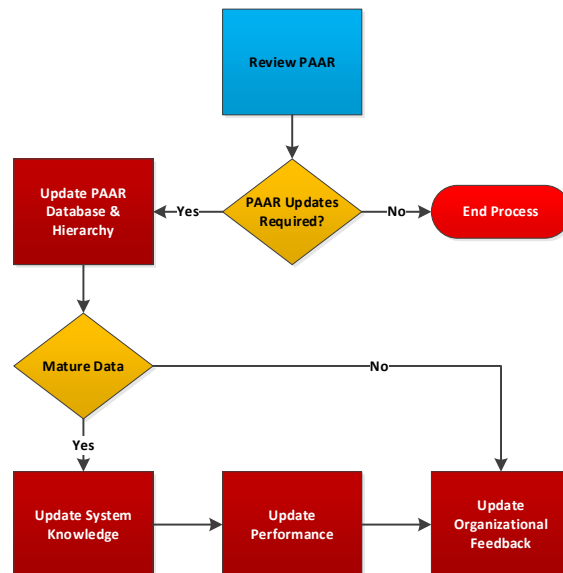 Review PAAR
PAAR Updates
Required?
Yes
No
End Process
Update PAAR
Database &
Hierarchy
Mature Data
No
Yes
Update System
Knowledge
Update
Performance
Update
Organizational
Feedback